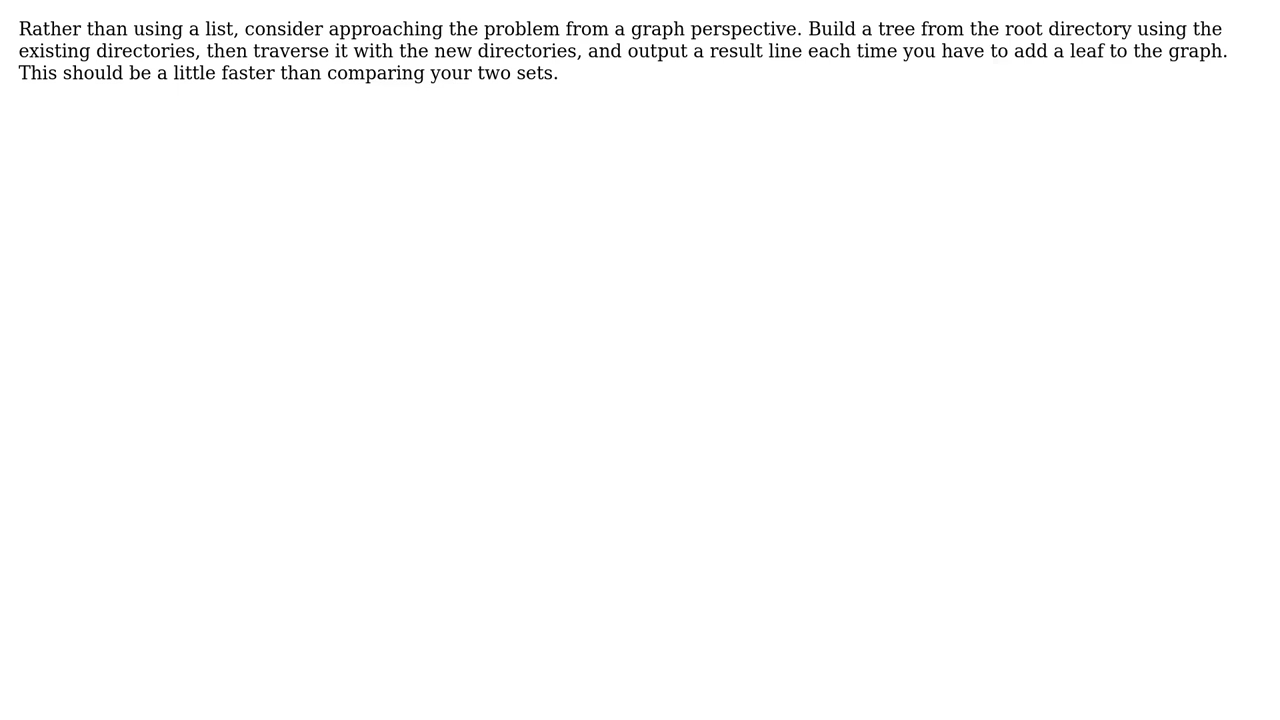 Rather than using a list, consider approaching the problem from a graph perspective. Build a tree from the root directory using the
existing directories, then traverse it with the new directories, and output a result line each time you have to add a leaf to the graph.
This should be a little faster than comparing your two sets.